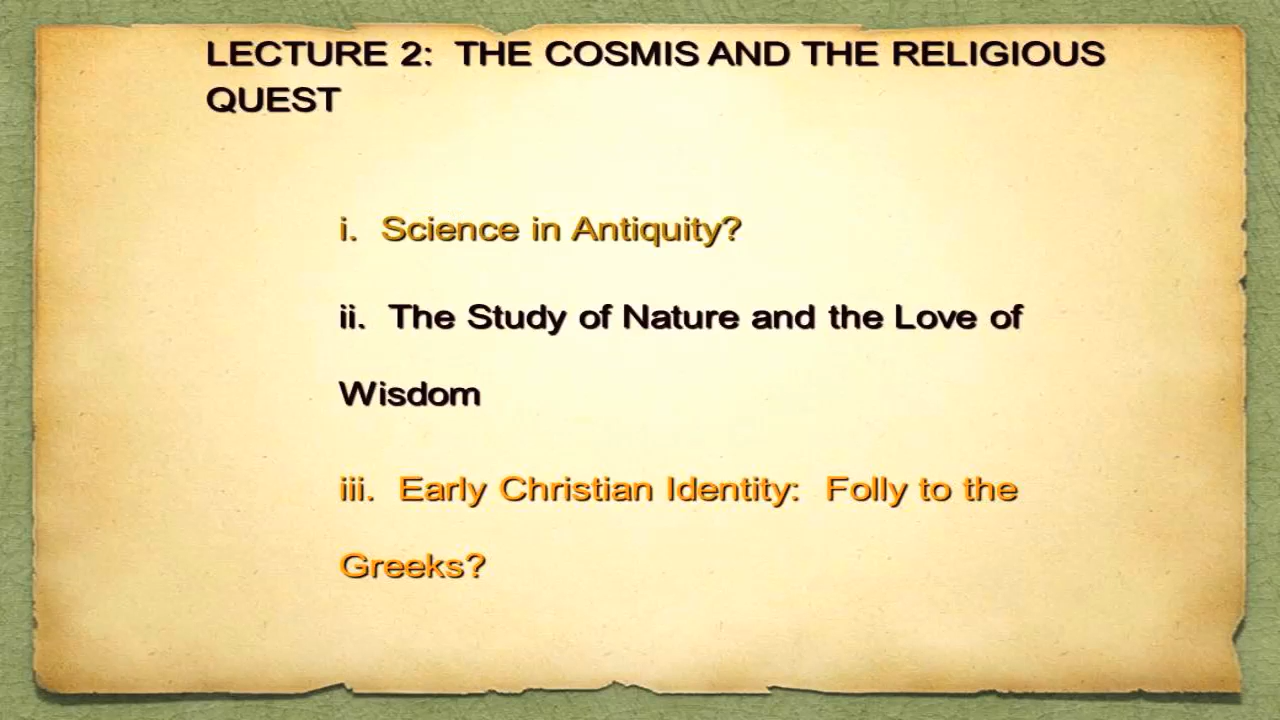 LECTURE 2: THE COSMIS AND THE RELIGIOUS
QUEST
i. Science in Antiquity?
ii. The Study of Nature and the Love of
Wisdom
iii. Early Christian Identity: Folly to the
Greeks?